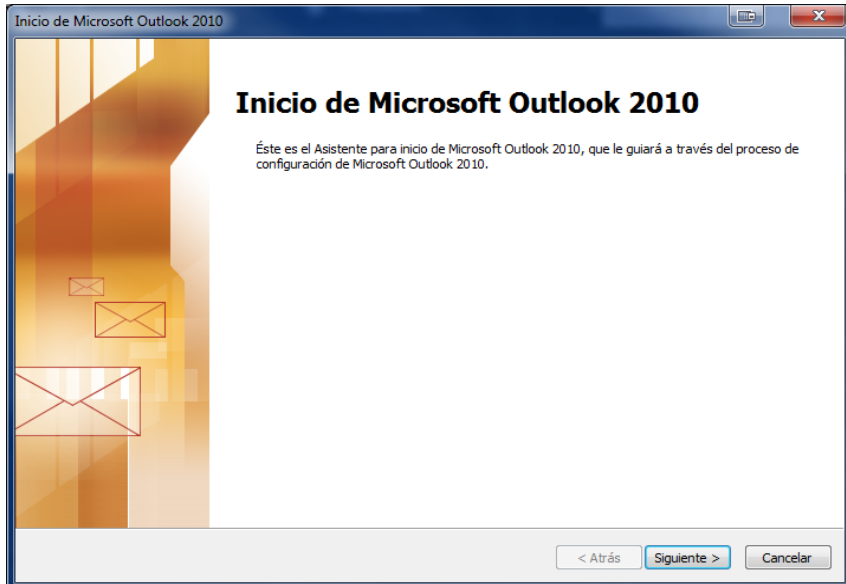 Inicio de Microsoft Outlook 2010
Inicio de Microsoft Outlook 2010
Éste es el Asistente para inicio de Microsoft Outlook 2010, que le guiará a través del proceso de
configuración de Microsoft Outlook 2010.
< Atrás Siguiente > Cancelar